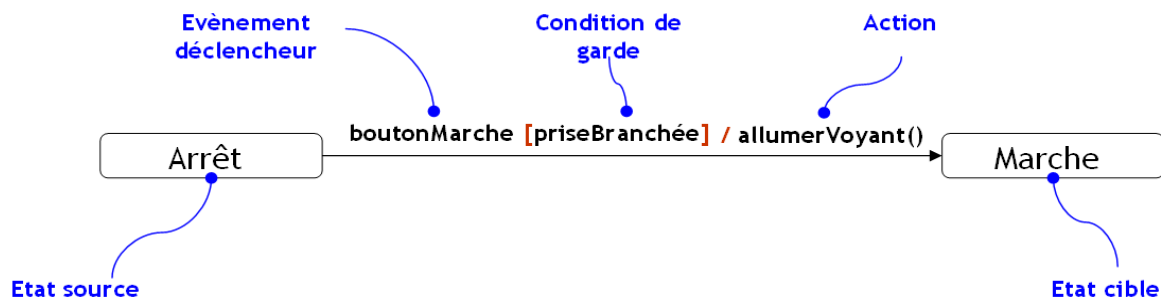 Evènement
déclencheur
Condition de
garde
Action
boutonMarche [priseBranchée] / allumerVoyant()
Arrêt
Marche
Etat source
Etat cible